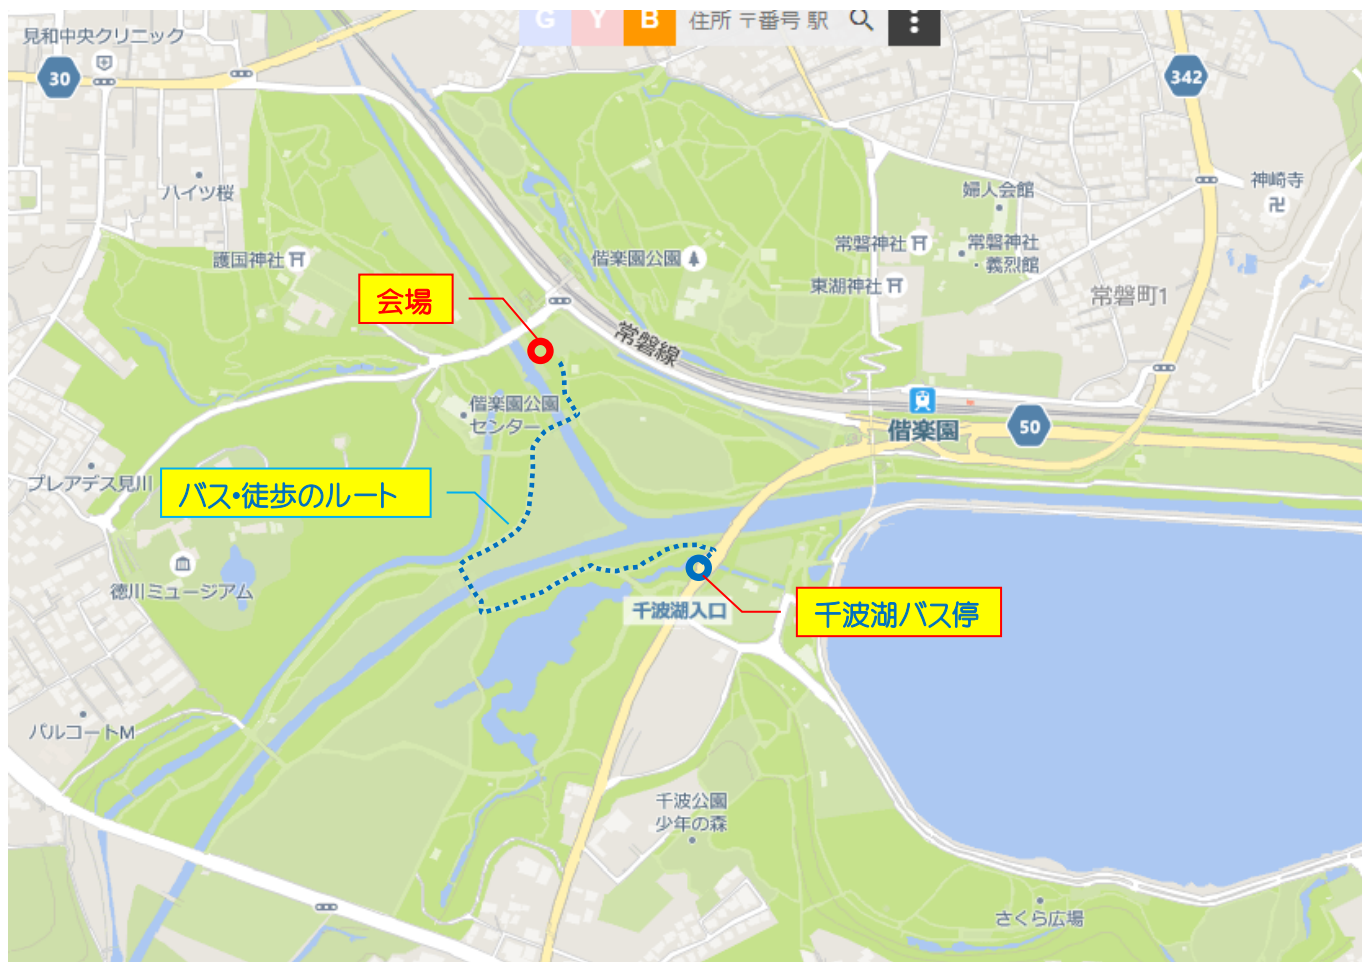 見和中央クリニック
G Y B 住所 〒番号 駅
30
342
ハイツ桜
婦人会館
神崎寺
護国神社
偕楽園公園
常磐神社
常磐神社
・義烈館
東湖神社
常磐町1
会場
常磐線
偕楽園公園
センター
偕楽園
50
プレアデス見川
バス・徒歩のルート
徳川ミュージアム
千波湖入口
千波湖バス停
パルコートM
千波公園
少年の森
さくら広場